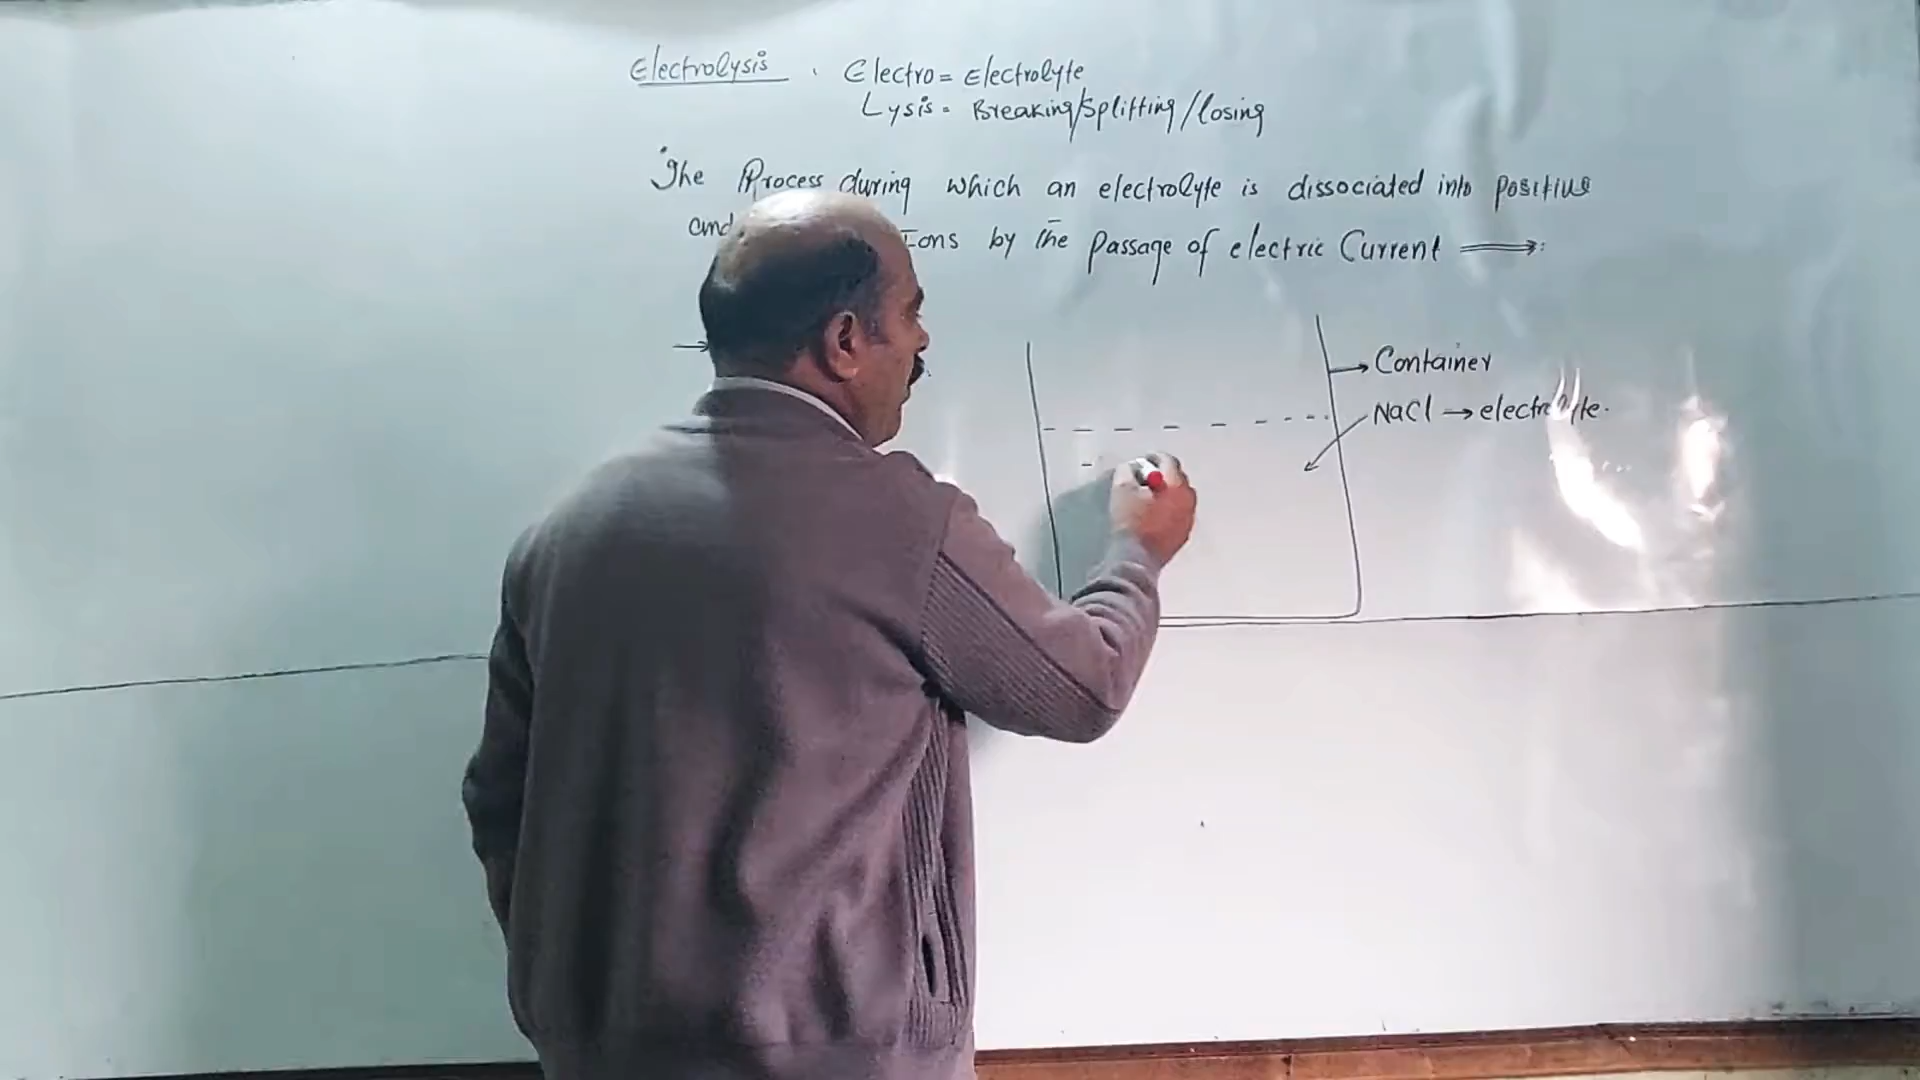 Electrolysis . Electro = Electrolyte
Lysis = Breaking/Splitting/losing
The Process during which an electrolyte is dissociated into positive
and Ions by the Passage of electric Current
Container
NaCl → electrolyte.